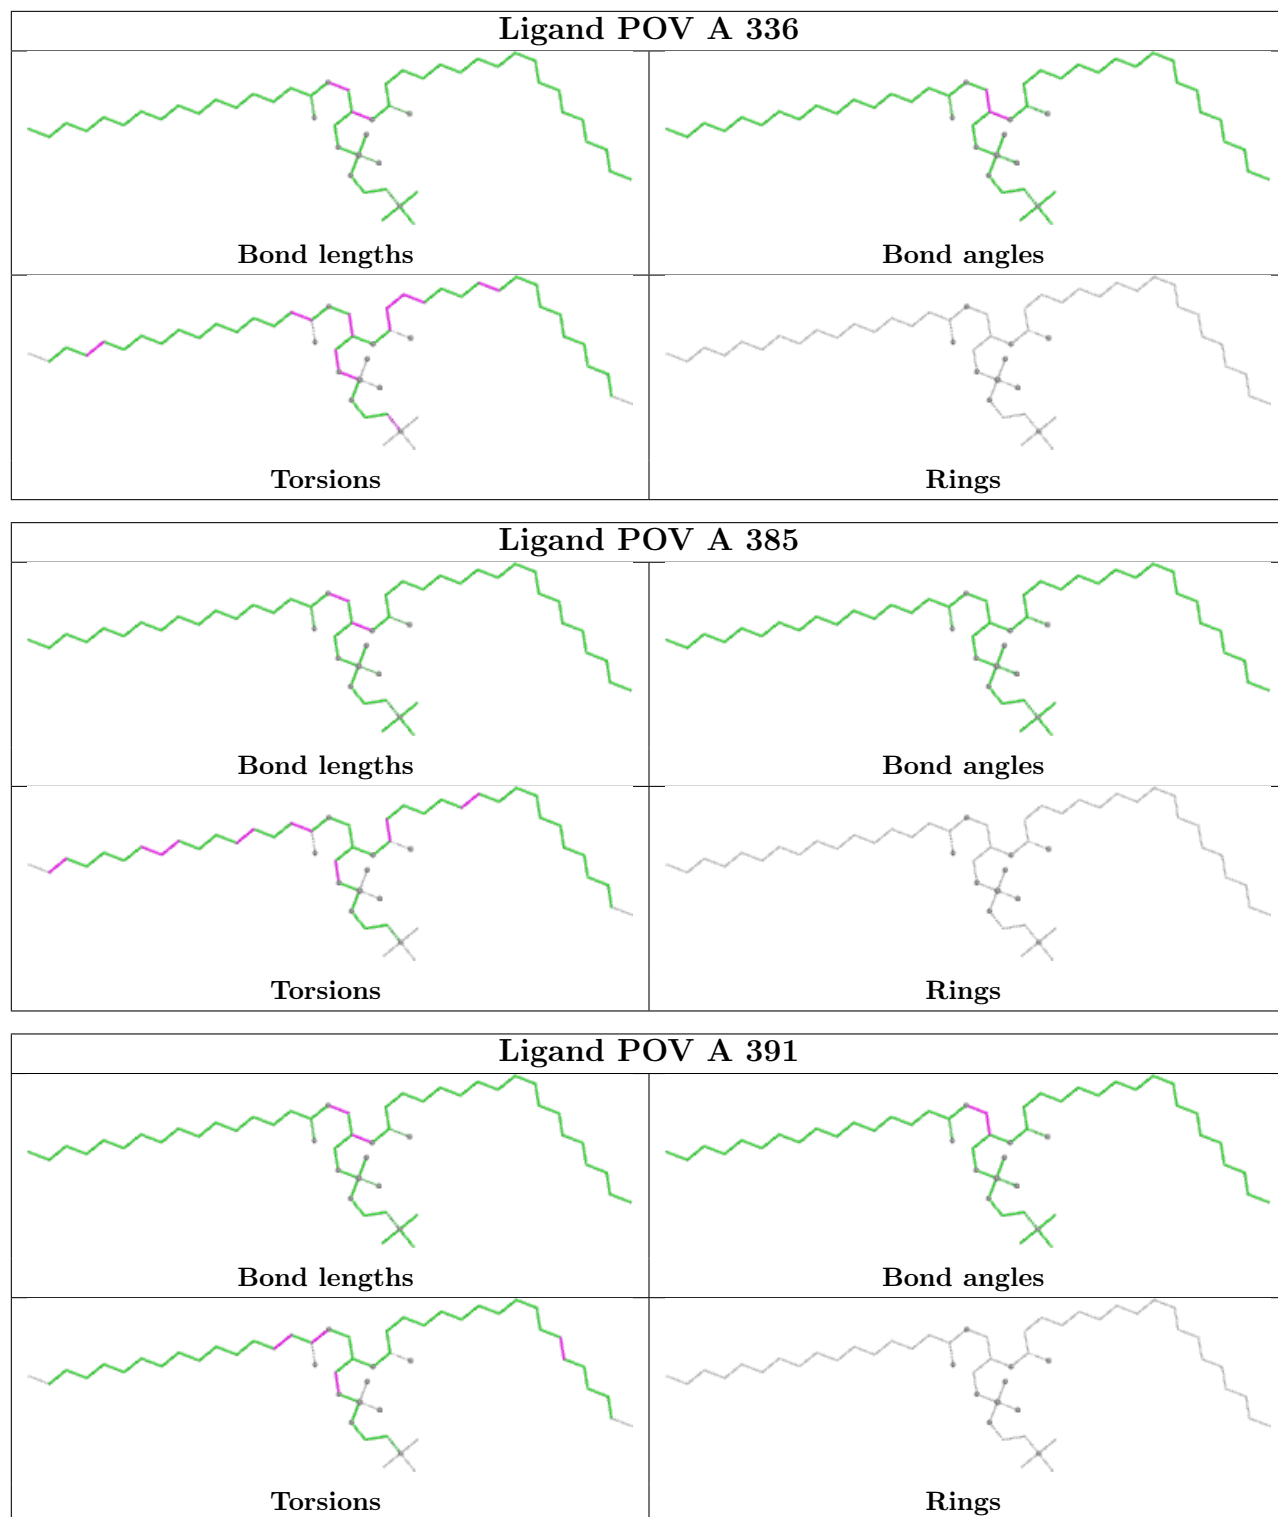 Ligand POV A 336
Bond lengths
Bond angles
Torsions
Rings
Ligand POV A 385
Bond lengths
Bond angles
Torsions
Rings
Ligand POV A 391
Bond lengths
Bond angles
Torsions
Rings